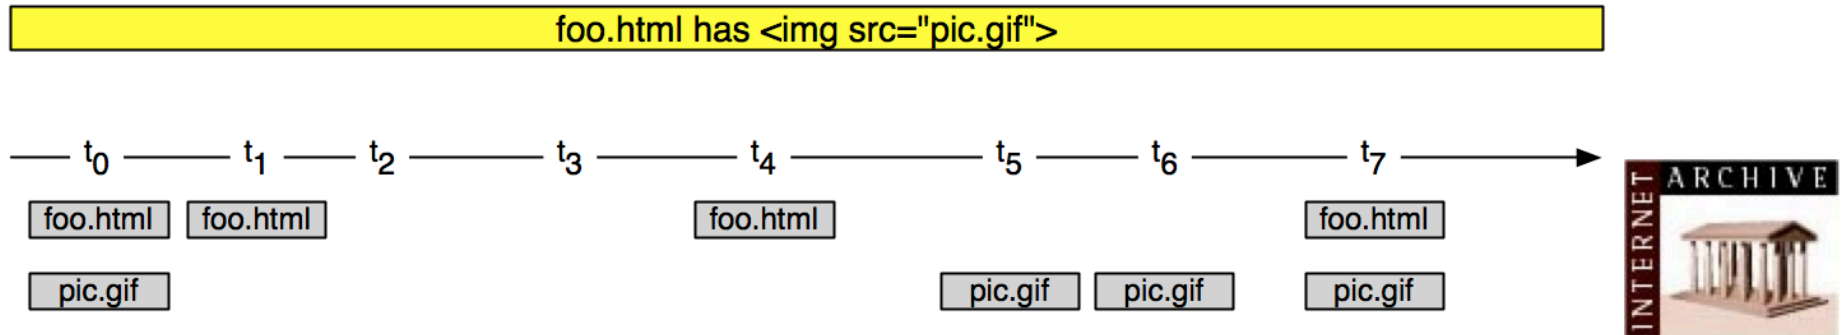 foo.html has <img src="pic.gif">
t0 t1 t2 t3 t4 t5 t6 t7
foo.html foo.html foo.html foo.html
pic.gif pic.gif pic.gif pic.gif
INTERNET ARCHIVE